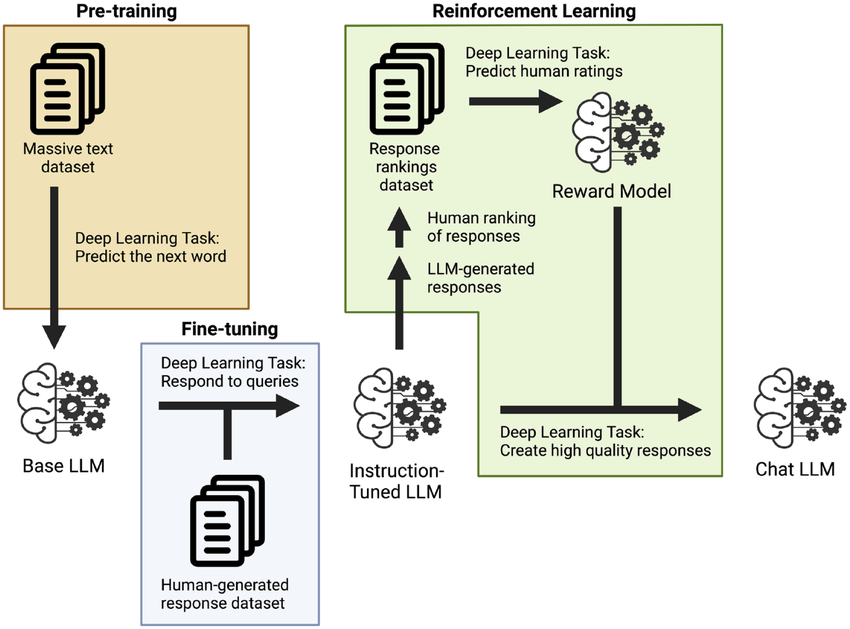 Pre-training
Massive text
dataset
Deep Learning Task:
Predict the next word
Base LLM
Fine-tuning
Deep Learning Task:
Respond to queries
Human-generated
response dataset
Instruction-
Tuned LLM
Reinforcement Learning
Response
rankings
dataset
Deep Learning Task:
Predict human ratings
Reward Model
Human ranking
of responses
LLM-generated
responses
Deep Learning Task:
Create high quality responses
Chat LLM